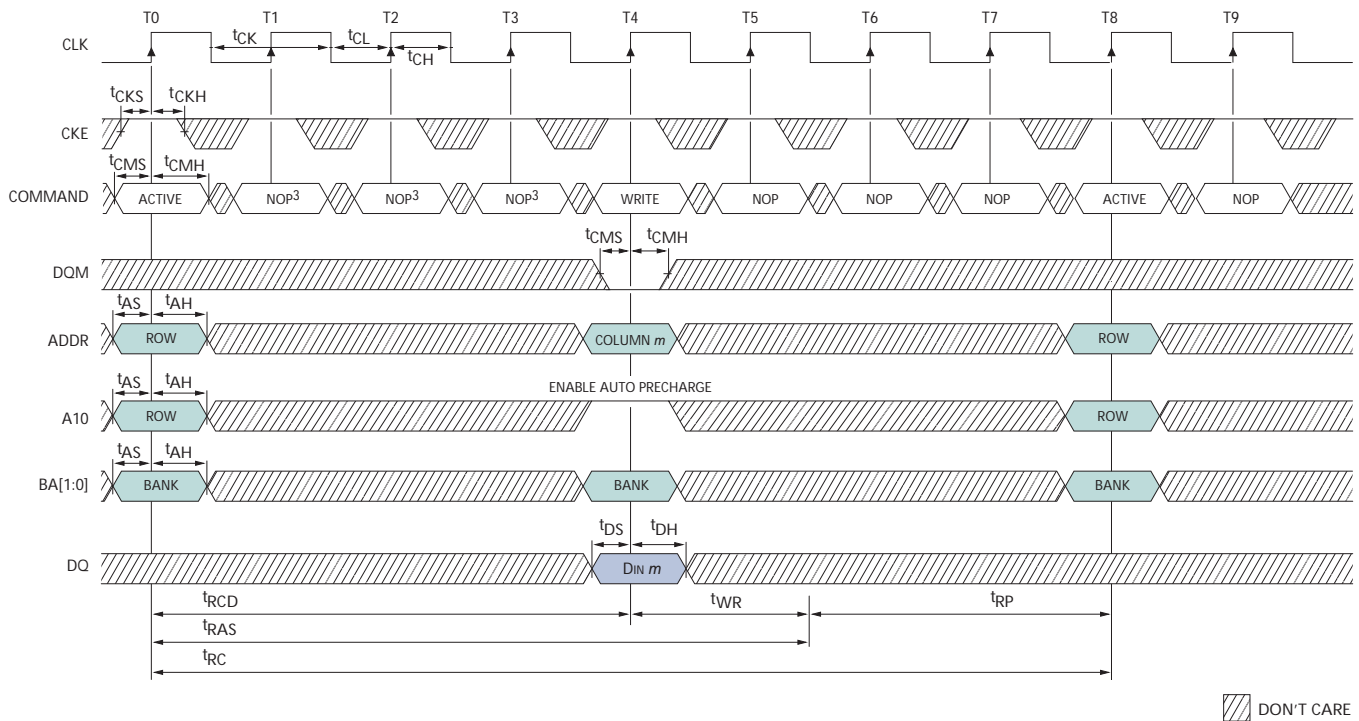 T0 T1 T2 T3 T4 T5 T6 T7 T8 T9
CLK
tCK tCL
tCH
tCKS tCKH
CKE
tCMS tCMH
COMMAND ACTIVE NOP3 NOP3 NOP3 WRITE NOP NOP NOP ACTIVE NOP
tCMS tCMH
DQM
tAS tAH
ADDR ROW COLUMN m ROW
ENABLE AUTO PRECHARGE
tAS tAH
A10 ROW ROW
tAS tAH
BA[1:0] BANK BANK BANK
tDS tDH
DQ DIN m
tRCD tWR tRP
tRAS
tRC
DON'T CARE